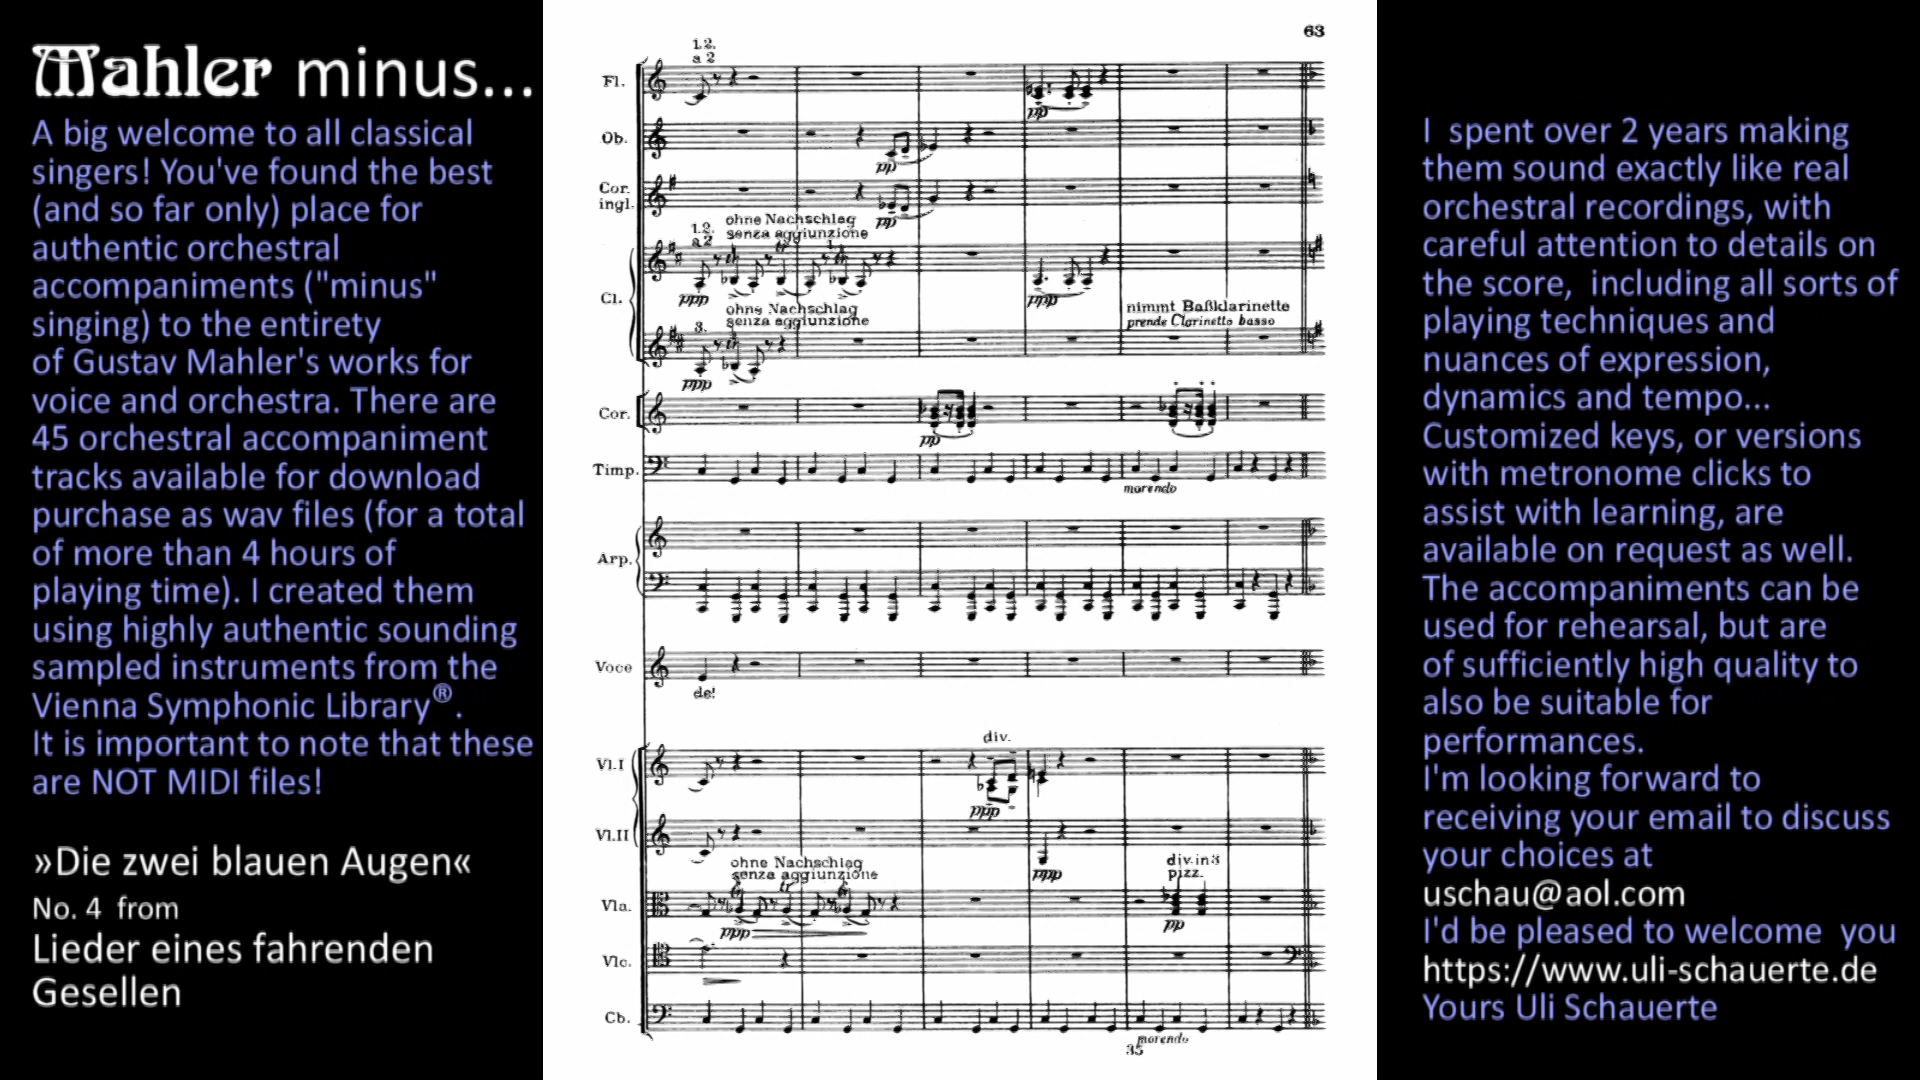 Mahler minus...
A big welcome to all classical
singers! You've found the best
(and so far only) place for
authentic orchestral
accompaniments ("minus"
singing) to the entirety
of Gustav Mahler's works for
voice and orchestra. There are
45 orchestral accompaniment
tracks available for download
purchase as wav files (for a total
of more than 4 hours of
playing time). I created them
using highly authentic sounding
sampled instruments from the
Vienna Symphonic Library®.
It is important to note that these
are NOT MIDI files!
»Die zwei blauen Augen«
No. 4 from
Lieder eines fahrenden
Gesellen
63
1.2.
a 2
Fl.
pp
Ob.
pp
Cor.
ingl.
pp
ohne Nachschlag
senza aggiunzione
1.2.
a 2
1.
Cl.
ppp
ppp
ohne Nachschlag
senza aggiunzione
nimmt Baßklarinette
prende Clarinetto basso
3.
ppp
Cor.
pp
Timp.
morendo
Arp.
Voce
de!
div.
Vl.I
ppp
Vl.II
ppp
ohne Nachschlag
senza aggiunzione
div.in3
pizz.
Vla.
ppp
pp
Vlc.
Cb.
morendo
35
I spent over 2 years making
them sound exactly like real
orchestral recordings, with
careful attention to details on
the score, including all sorts of
playing techniques and
nuances of expression,
dynamics and tempo...
Customized keys, or versions
with metronome clicks to
assist with learning, are
available on request as well.
The accompaniments can be
used for rehearsal, but are
of sufficiently high quality to
also be suitable for
performances.
I'm looking forward to
receiving your email to discuss
your choices at
uschau@aol.com
I'd be pleased to welcome you
https://www.uli-schauerte.de
Yours Uli Schauerte